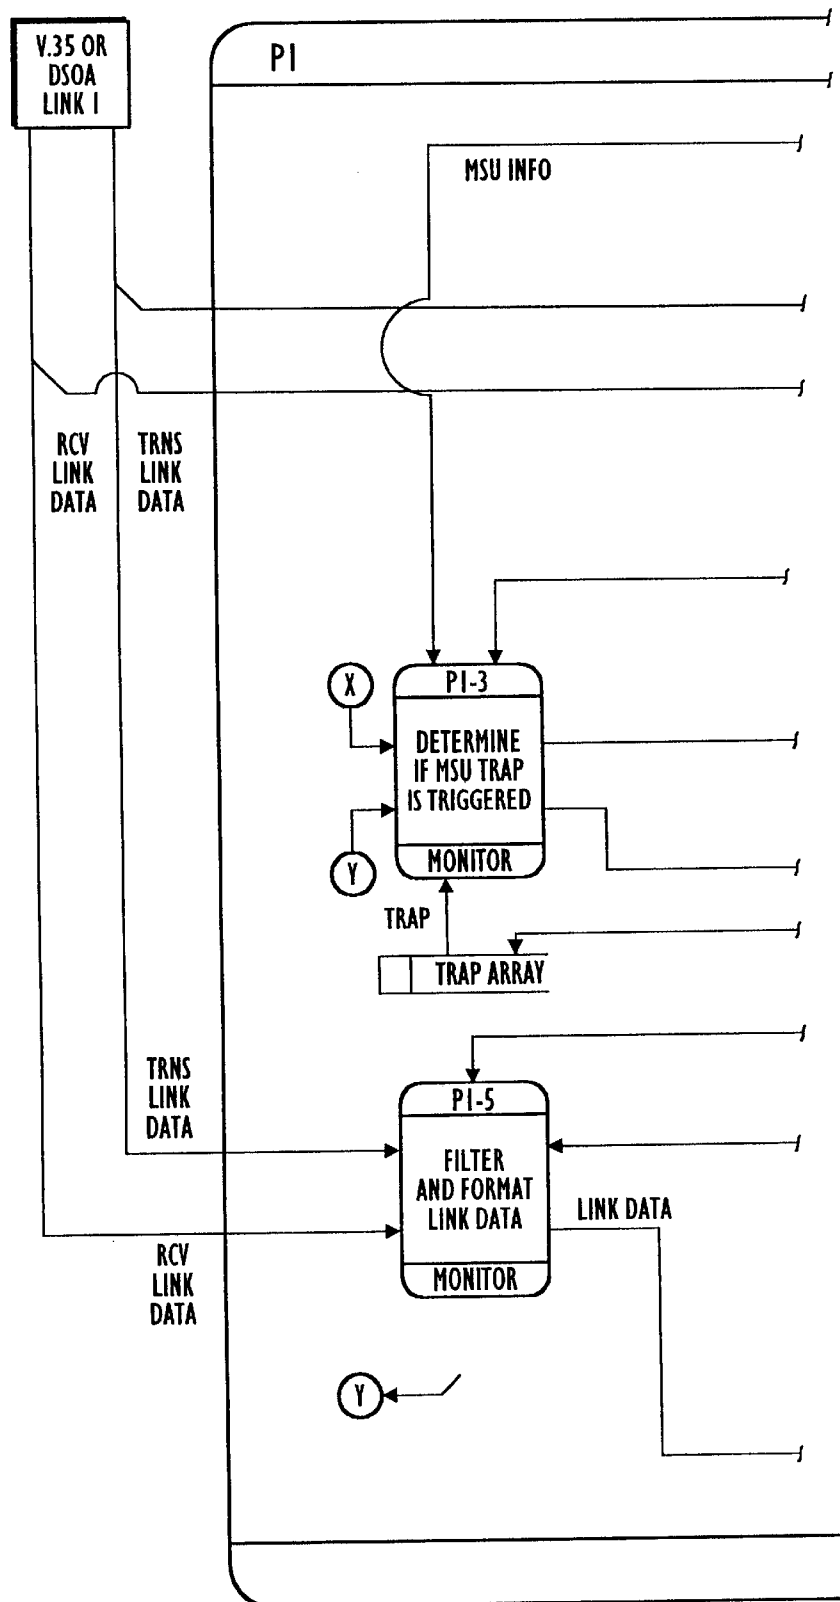 V.35 OR
DSOA
LINK 1
P1
MSU INFO
RCV
LINK
DATA
TRNS
LINK
DATA
X
P1-3
DETERMINE
IF MSU TRAP
IS TRIGGERED
MONITOR
Y
TRAP
TRAP ARRAY
TRNS
LINK
DATA
P1-5
FILTER
AND FORMAT
LINK DATA
MONITOR
LINK DATA
RCV
LINK
DATA
Y